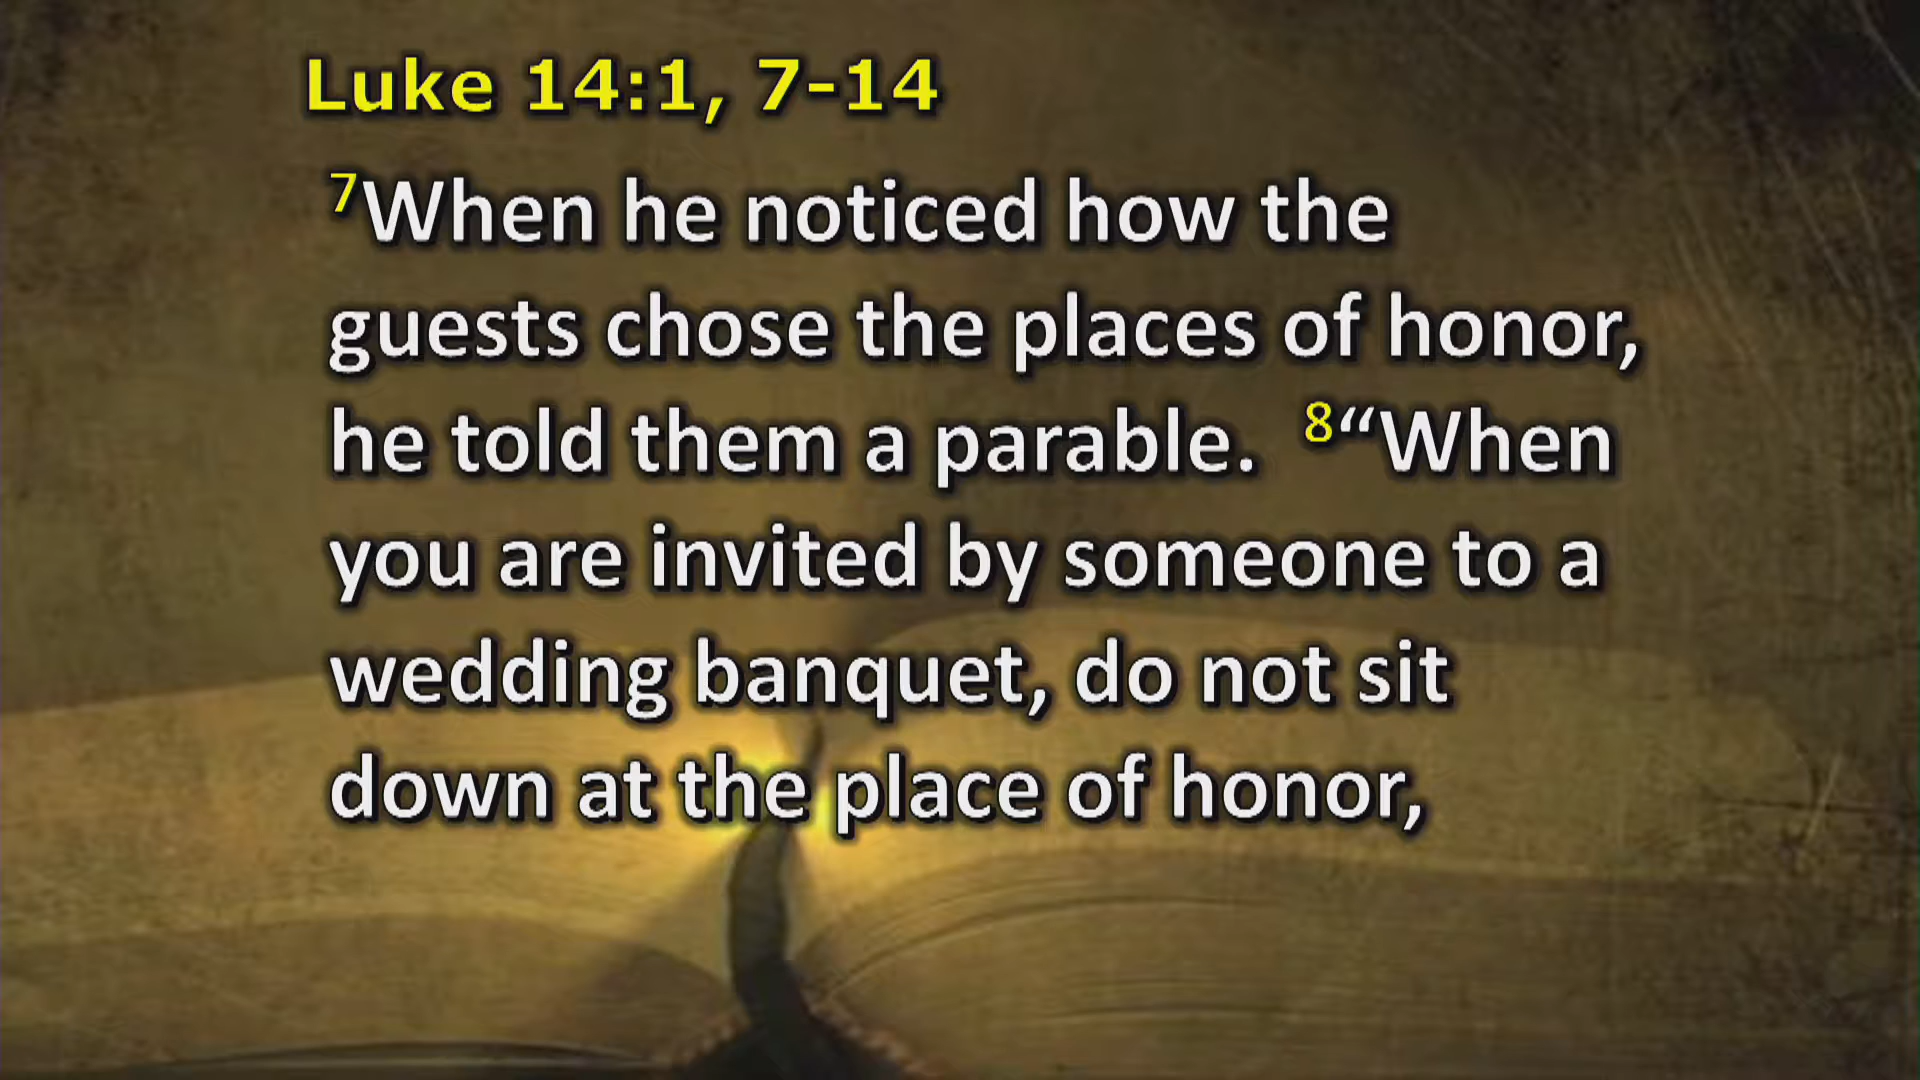 Luke 14:1, 7-14
7When he noticed how the
guests chose the places of honor,
he told them a parable.  8“When
you are invited by someone to a
wedding banquet, do not sit
down at the place of honor,